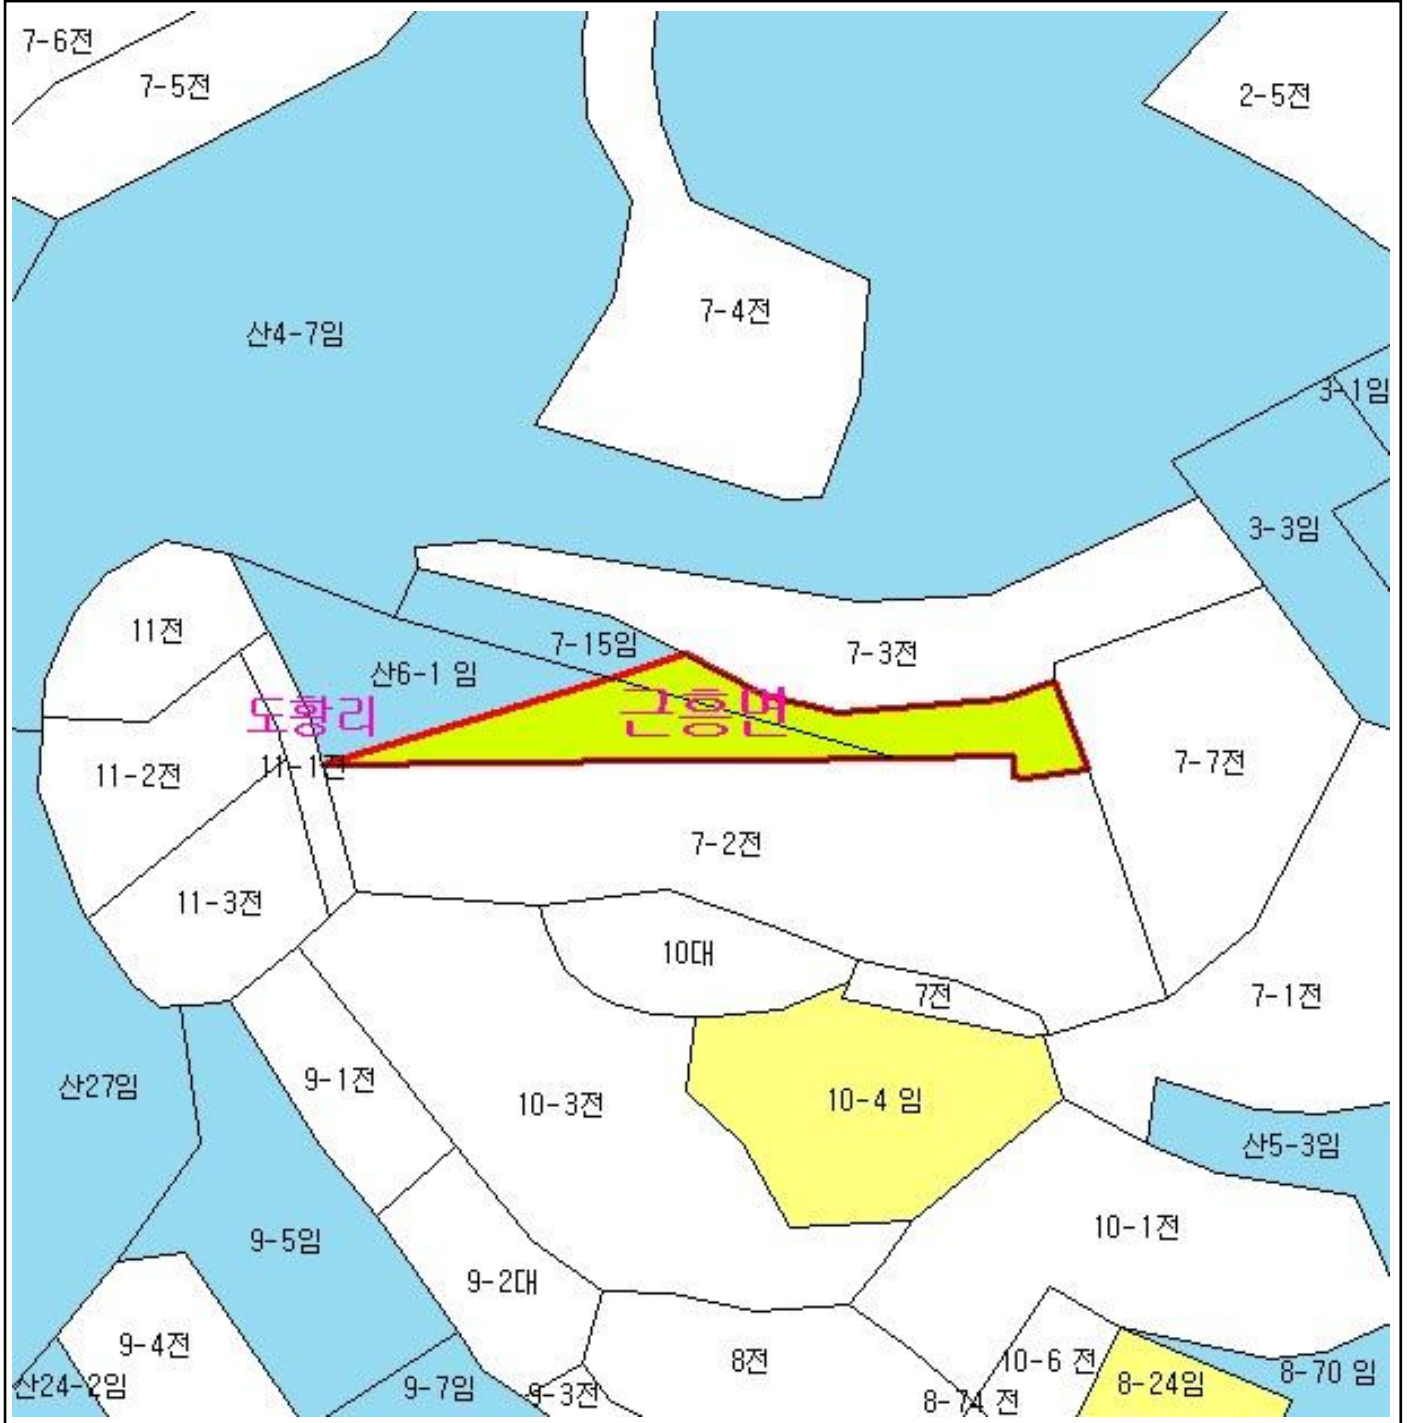 7-6전
7-5전
2-5전
7-4전
산4-7임
3-1임
3-3임
11전
7-15임
7-3전
산6-1 임
도황리
근흥면
11-2전
11-1전
7-7전
7-2전
11-3전
10대
7전
7-1전
산27임
9-1전
10-3전
10-4 임
산5-3임
9-5임
10-1전
9-2대
9-4전
8전
10-6 전
8-70 임
산24-2임
9-7임
9-3전
8-74 전
8-24임